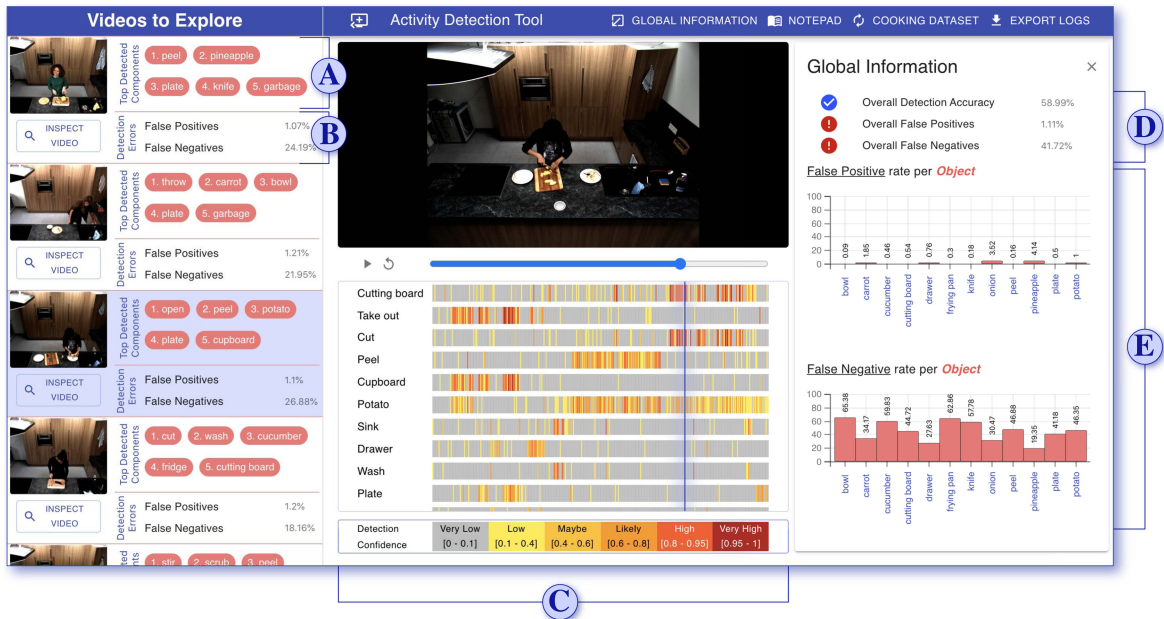 Videos to Explore
Activity Detection Tool
GLOBAL INFORMATION
NOTEPAD
COOKING DATASET
EXPORT LOGS
Top Detected
Components
1. peel 2. pineapple
3. plate 4. knife 5. garbage
A
INSPECT
VIDEO
Detection
Errors
False Positives 1.07%
False Negatives 24.19%
B
Top Detected
Components
1. throw 2. carrot 3. bowl
4. plate 5. garbage
INSPECT
VIDEO
Detection
Errors
False Positives 1.21%
False Negatives 21.95%
Top Detected
Components
1. open 2. peel 3. potato
4. plate 5. cupboard
INSPECT
VIDEO
Detection
Errors
False Positives 1.1%
False Negatives 26.88%
Top Detected
Components
1. cut 2. wash 3. cucumber
4. fridge 5. cutting board
INSPECT
VIDEO
Detection
Errors
False Positives 1.2%
False Negatives 18.16%
1. stir 2. scrub 3. peel
Cutting board
Take out
Cut
Peel
Cupboard
Potato
Sink
Drawer
Wash
Plate
Detection
Confidence
Very Low Low Maybe Likely High Very High
[0 - 0.1] [0.1 - 0.4] [0.4 - 0.6] [0.6 - 0.8] [0.8 - 0.95] [0.95 - 1]
C
Global Information
Overall Detection Accuracy 58.99%
Overall False Positives 1.11%
Overall False Negatives 41.72%
D
False Positive rate per Object
100
80
60
40
20
0
0.09 1.85 0.46 0.54 0.76 0.3 0.18 3.52 0.16 4.14 0.5 1
bowl carrot cucumber cutting board drawer frying pan knife onion peel pineapple plate potato
E
False Negative rate per Object
100
80
60
40
20
0
65.38 34.17 59.83 44.72 27.63 62.86 57.78 30.47 46.88 19.35 41.18 46.35
bowl carrot cucumber cutting board drawer frying pan knife onion peel pineapple plate potato